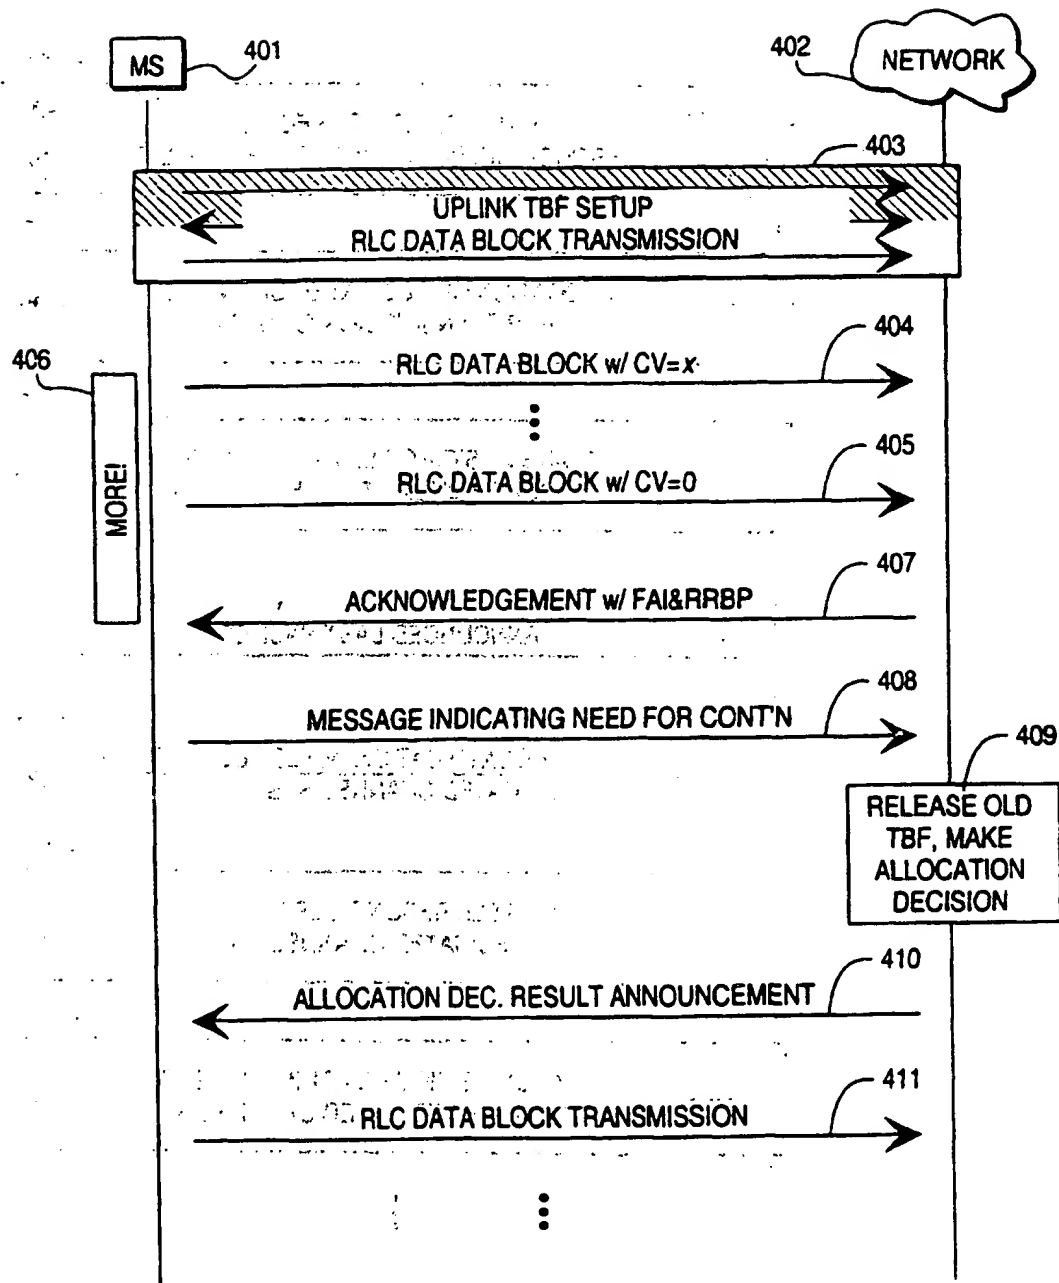 MS
401
402
NETWORK
403
UPLINK TBF SETUP
RLC DATA BLOCK TRANSMISSION
404
406
RLC DATA BLOCK w/ CV=x
MORE!
405
RLC DATA BLOCK w/ CV=0
407
ACKNOWLEDGEMENT w/ FAI&RRBP
408
MESSAGE INDICATING NEED FOR CONT'N
409
RELEASE OLD
TBF, MAKE
ALLOCATION
DECISION
410
ALLOCATION DEC. RESULT ANNOUNCEMENT
411
RLC DATA BLOCK TRANSMISSION